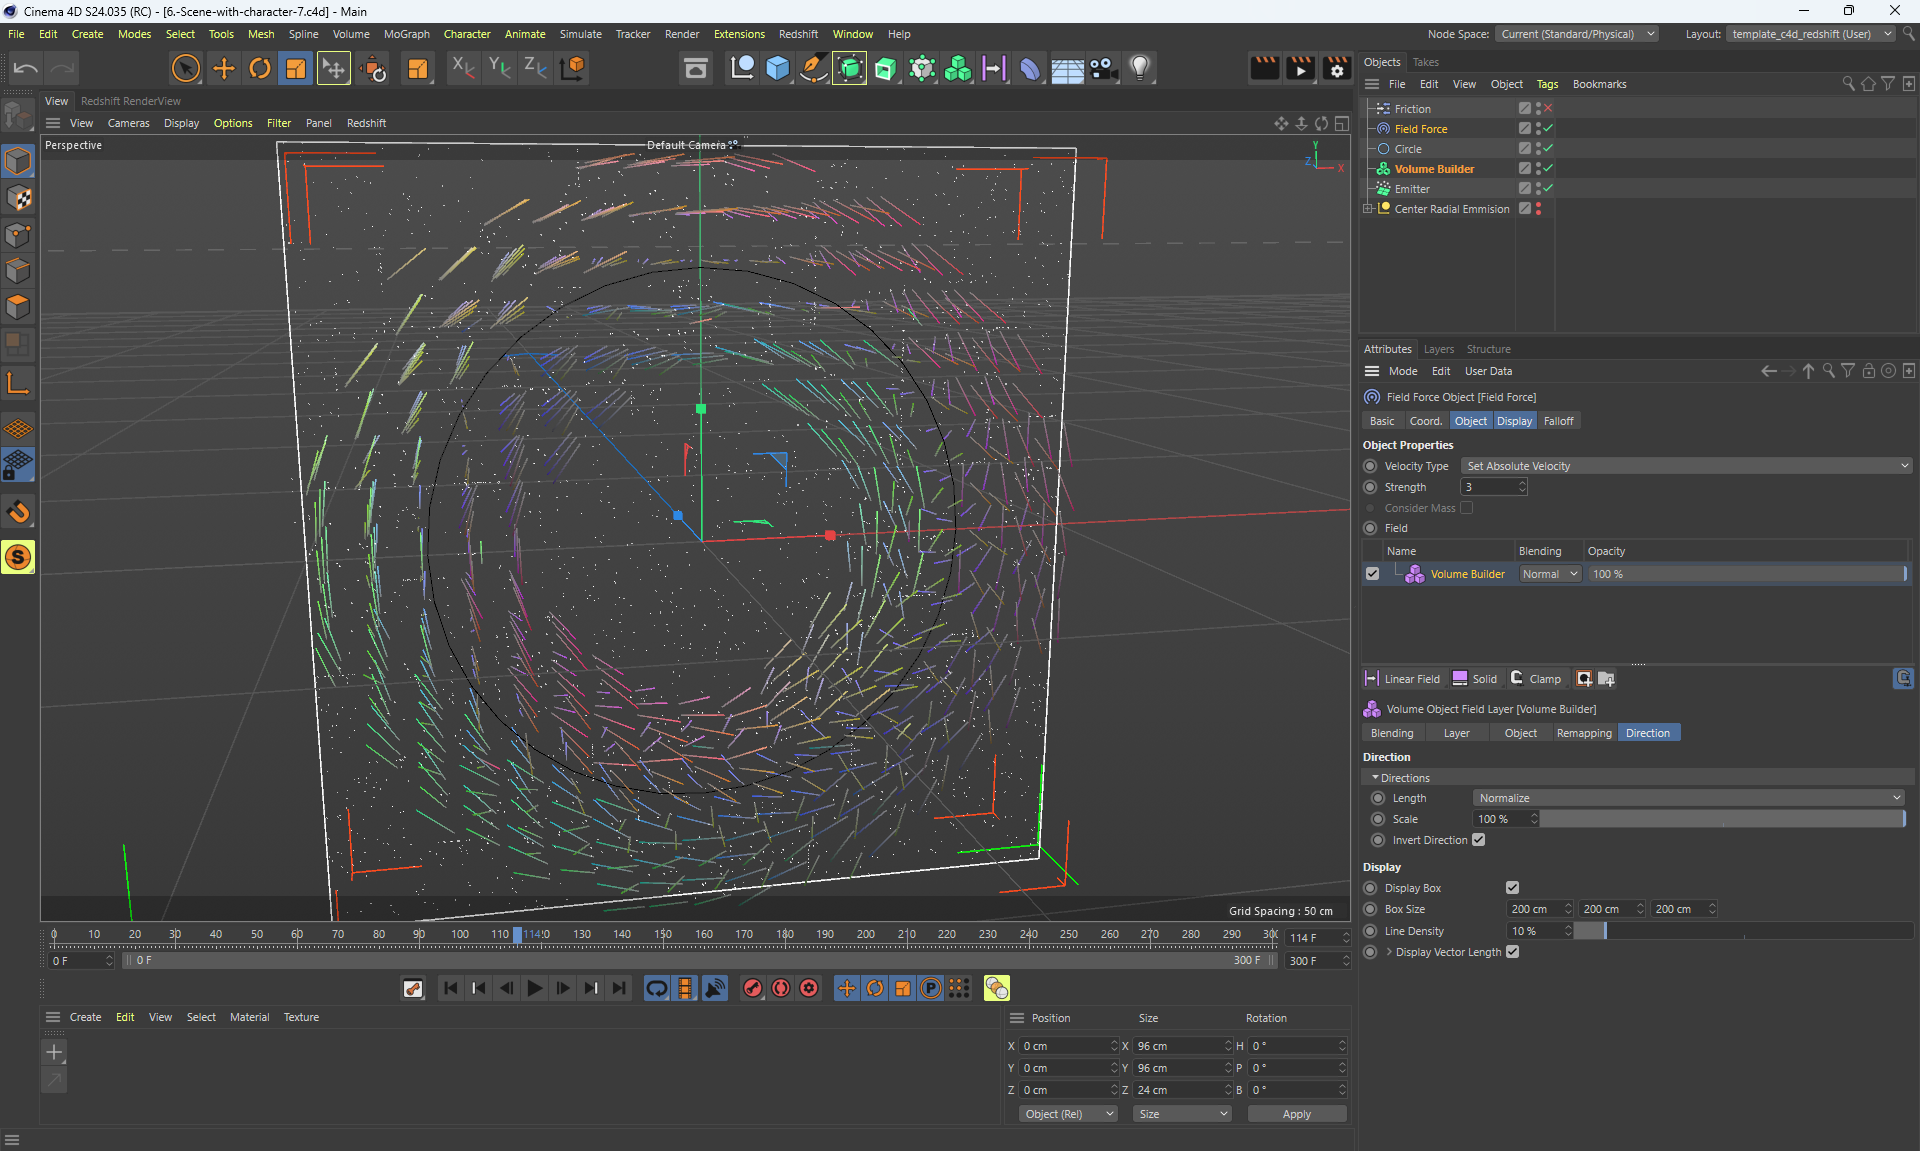 Cinema 4D S24.035 (RC) - [6.-Scene-with-character-7.c4d] - Main
File Edit Create Modes Select Tools Mesh Spline Volume MoGraph Character Animate Simulate Tracker Render Extensions Redshift Window Help Node Space: Current (Standard/Physical) Layout: template_c4d_redshift (User)
X Y Z
Objects Takes
File Edit View Object Tags Bookmarks
View Redshift RenderView
View Cameras Display Options Filter Panel Redshift
Perspective
Default Camera
Y
Z
X
Friction
Field Force
Circle
Volume Builder
Emitter
Center Radial Emmision
Attributes Layers Structure
Mode Edit User Data
Field Force Object [Field Force]
Basic Coord. Object Display Falloff
Object Properties
Velocity Type Set Absolute Velocity
Strength 3
Consider Mass
Field
Name Blending Opacity
Volume Builder Normal 100 %
Linear Field Solid Clamp
Volume Object Field Layer [Volume Builder]
Blending Layer Object Remapping Direction
Direction
Directions
Length Normalize
Scale 100 %
Invert Direction
Display
Display Box
Box Size 200 cm 200 cm 200 cm
Line Density 10 %
Display Vector Length
S
Grid Spacing : 50 cm
0 10 20 30 40 50 60 70 80 90 100 110 114 130 140 150 160 170 180 190 200 210 220 230 240 250 260 270 280 290 114 F
0 F 0 F 300 F 300 F
P
Create Edit View Select Material Texture
Position Size Rotation
X 0 cm X 96 cm H 0 °
Y 0 cm Y 96 cm P 0 °
Z 0 cm Z 24 cm B 0 °
Object (Rel) Size Apply